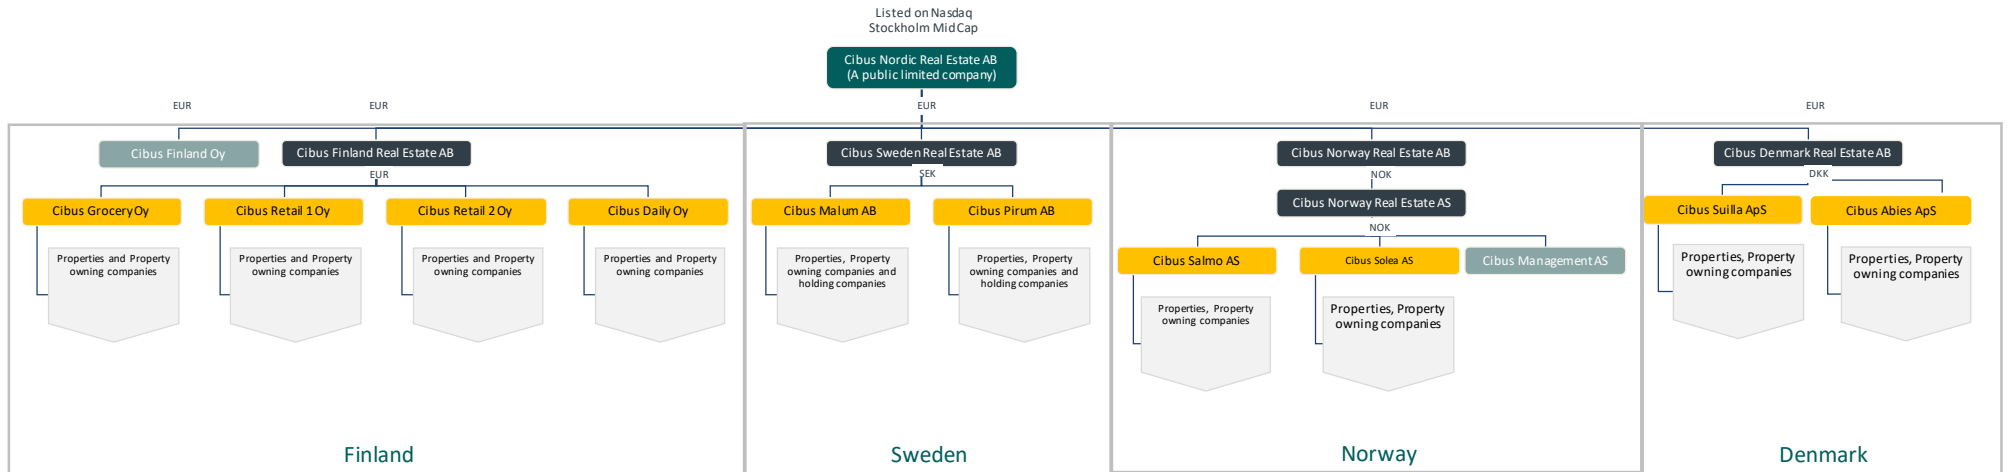 Listed on Nasdaq
Stockholm MidCap
Cibus Nordic Real Estate AB
(A public limited company)
EUR
EUR
EUR
EUR
EUR
Cibus Finland Oy
Cibus Finland Real Estate AB
Cibus Sweden Real Estate AB
Cibus Norway Real Estate AB
Cibus Denmark Real Estate AB
EUR
SEK
NOK
DKK
Cibus Grocery Oy
Cibus Retail 1 Oy
Cibus Retail 2 Oy
Cibus Daily Oy
Cibus Malum AB
Cibus Pirum AB
Cibus Norway Real Estate AS
Cibus Suilla ApS
Cibus Abies ApS
NOK
Properties and Property
owning companies
Properties and Property
owning companies
Properties and Property
owning companies
Properties and Property
owning companies
Properties, Property
owning companies and
holding companies
Properties, Property
owning companies and
holding companies
Cibus Salmo AS
Cibus Solea AS
Cibus Management AS
Properties, Property
owning companies
Properties, Property
owning companies
Properties, Property
owning companies
Properties, Property
owning companies
Finland
Sweden
Norway
Denmark